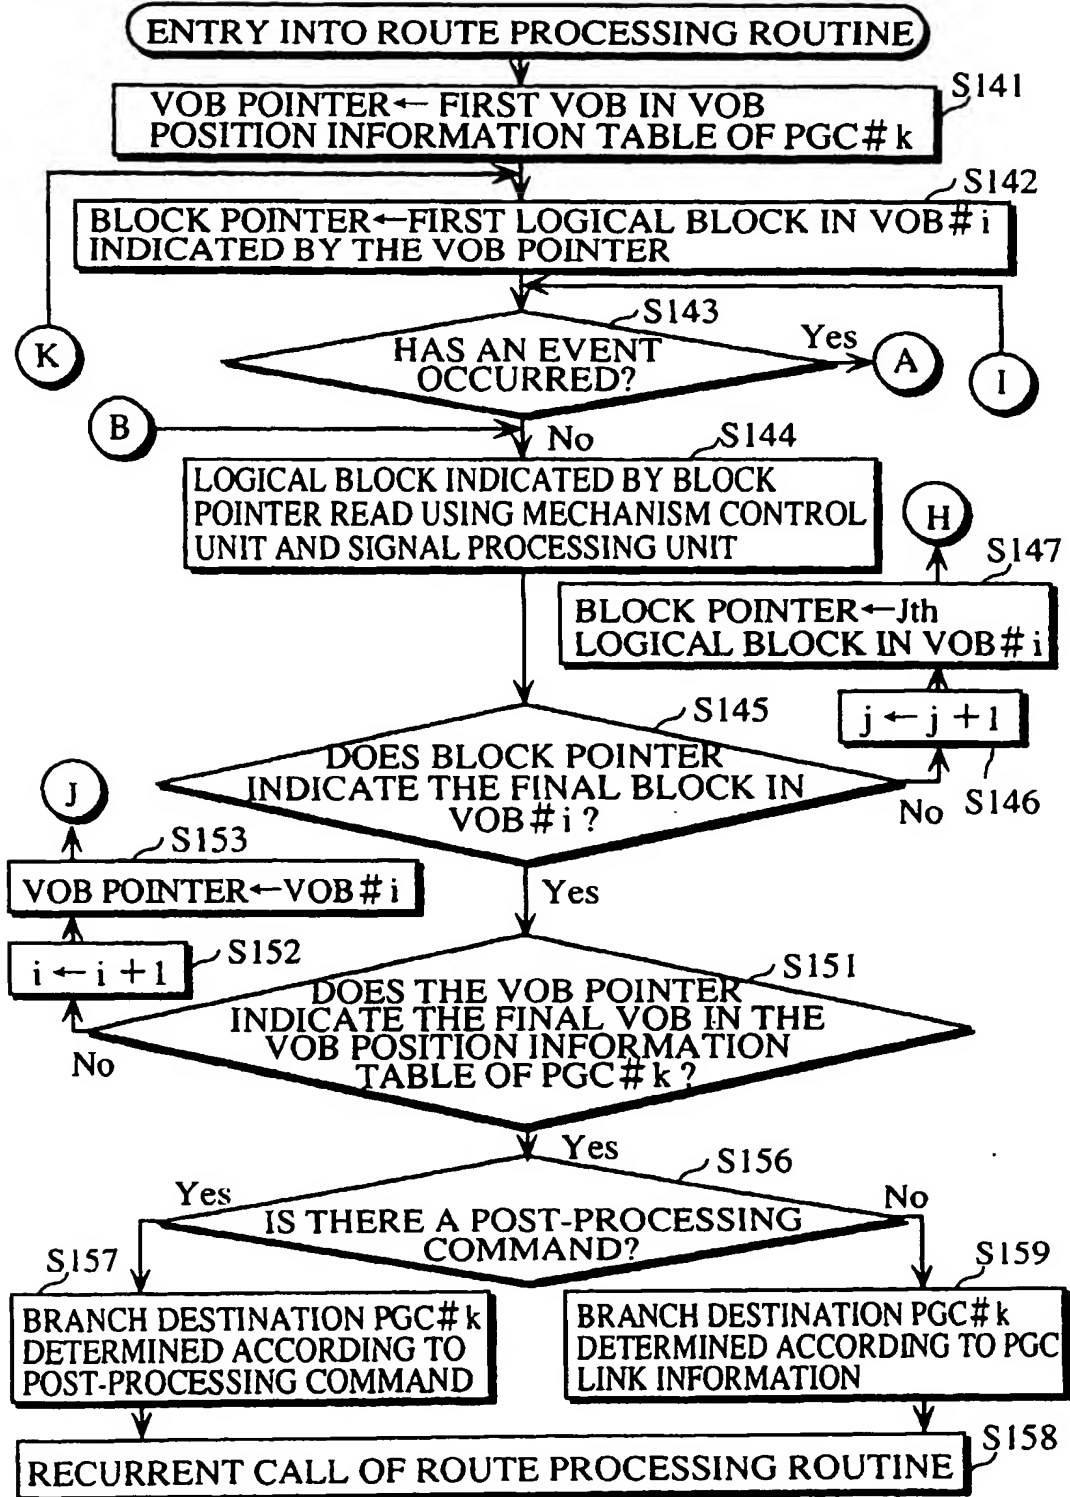 ENTRY INTO ROUTE PROCESSING ROUTINE
S141
VOB POINTER← FIRST VOB IN VOB
POSITION INFORMATION TABLE OF PGC#k
S142
BLOCK POINTER←FIRST LOGICAL BLOCK IN VOB#i
INDICATED BY THE VOB POINTER
S143
HAS AN EVENT
OCCURRED?
Yes
A
K
I
B
No
S144
LOGICAL BLOCK INDICATED BY BLOCK
POINTER READ USING MECHANISM CONTROL
UNIT AND SIGNAL PROCESSING UNIT
H
S147
BLOCK POINTER←Jth
LOGICAL BLOCK IN VOB#i
j←j+1
S146
S145
DOES BLOCK POINTER
INDICATE THE FINAL BLOCK IN
VOB#i?
No
Yes
J
S153
VOB POINTER←VOB#i
S152
i←i+1
No
S151
DOES THE VOB POINTER
INDICATE THE FINAL VOB IN THE
VOB POSITION INFORMATION
TABLE OF PGC#k?
Yes
S156
IS THERE A POST-PROCESSING
COMMAND?
Yes
No
S157
BRANCH DESTINATION PGC#k
DETERMINED ACCORDING TO
POST-PROCESSING COMMAND
S159
BRANCH DESTINATION PGC#k
DETERMINED ACCORDING TO PGC
LINK INFORMATION
S158
RECURRENT CALL OF ROUTE PROCESSING ROUTINE